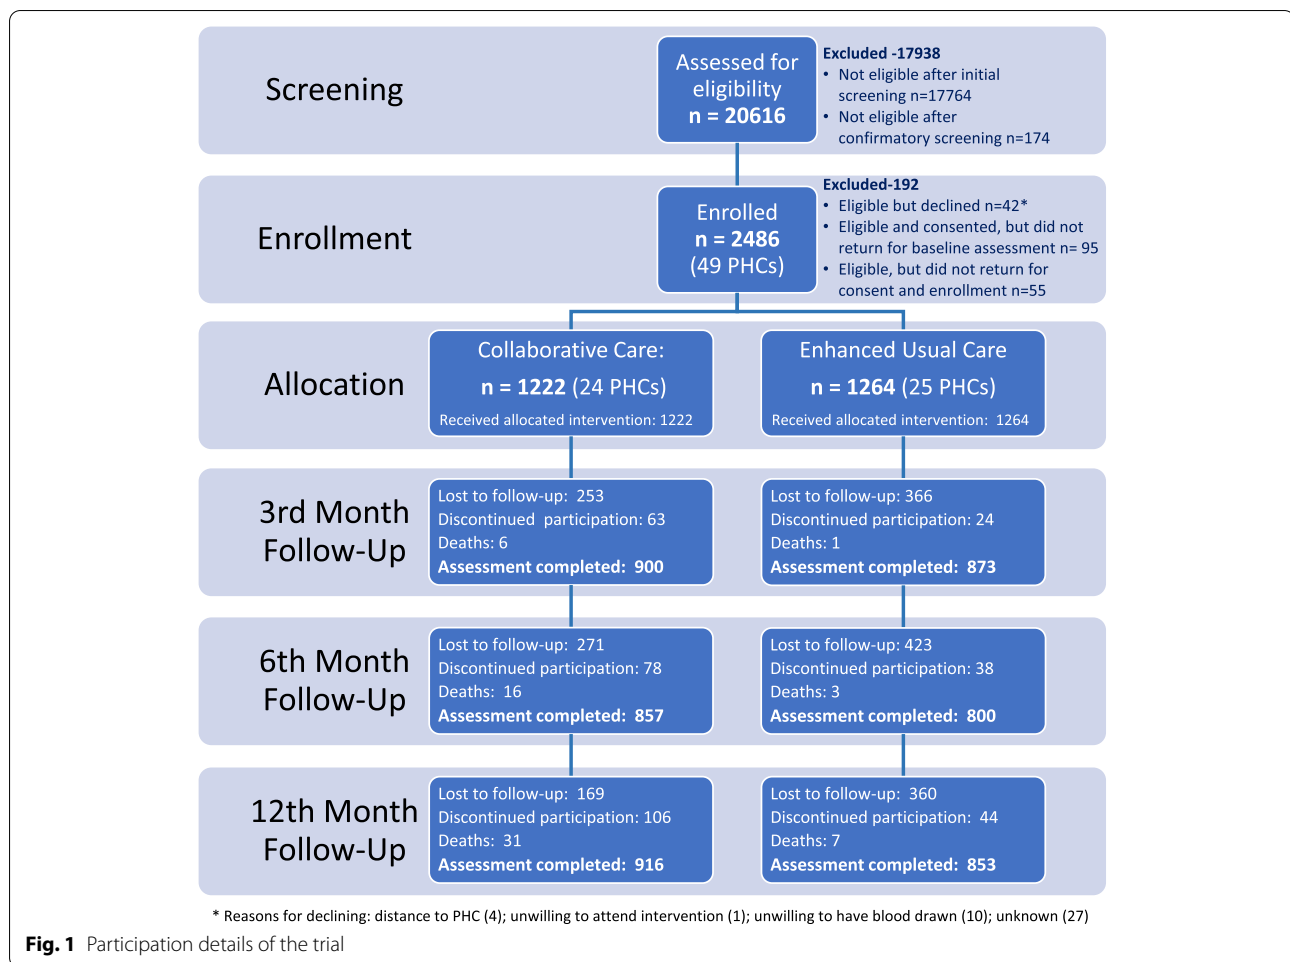 Screening
Assessed for
eligibility
n = 20616
Excluded -17938
• Not eligible after initial
screening n=17764
• Not eligible after
confirmatory screening n=174
Enrollment
Enrolled
n = 2486
(49 PHCs)
Excluded-192
• Eligible but declined n=42*
• Eligible and consented, but did not
return for baseline assessment n= 95
• Eligible, but did not return for
consent and enrollment n=55
Allocation
Collaborative Care:
n = 1222 (24 PHCs)
Received allocated intervention: 1222
Enhanced Usual Care
n = 1264 (25 PHCs)
Received allocated intervention: 1264
3rd Month
Follow-Up
Lost to follow-up: 253
Discontinued participation: 63
Deaths: 6
Assessment completed: 900
Lost to follow-up: 366
Discontinued participation: 24
Deaths: 1
Assessment completed: 873
6th Month
Follow-Up
Lost to follow-up: 271
Discontinued participation: 78
Deaths: 16
Assessment completed: 857
Lost to follow-up: 423
Discontinued participation: 38
Deaths: 3
Assessment completed: 800
12th Month
Follow-Up
Lost to follow-up: 169
Discontinued participation: 106
Deaths: 31
Assessment completed: 916
Lost to follow-up: 360
Discontinued participation: 44
Deaths: 7
Assessment completed: 853
* Reasons for declining: distance to PHC (4); unwilling to attend intervention (1); unwilling to have blood drawn (10); unknown (27)
Fig. 1 Participation details of the trial